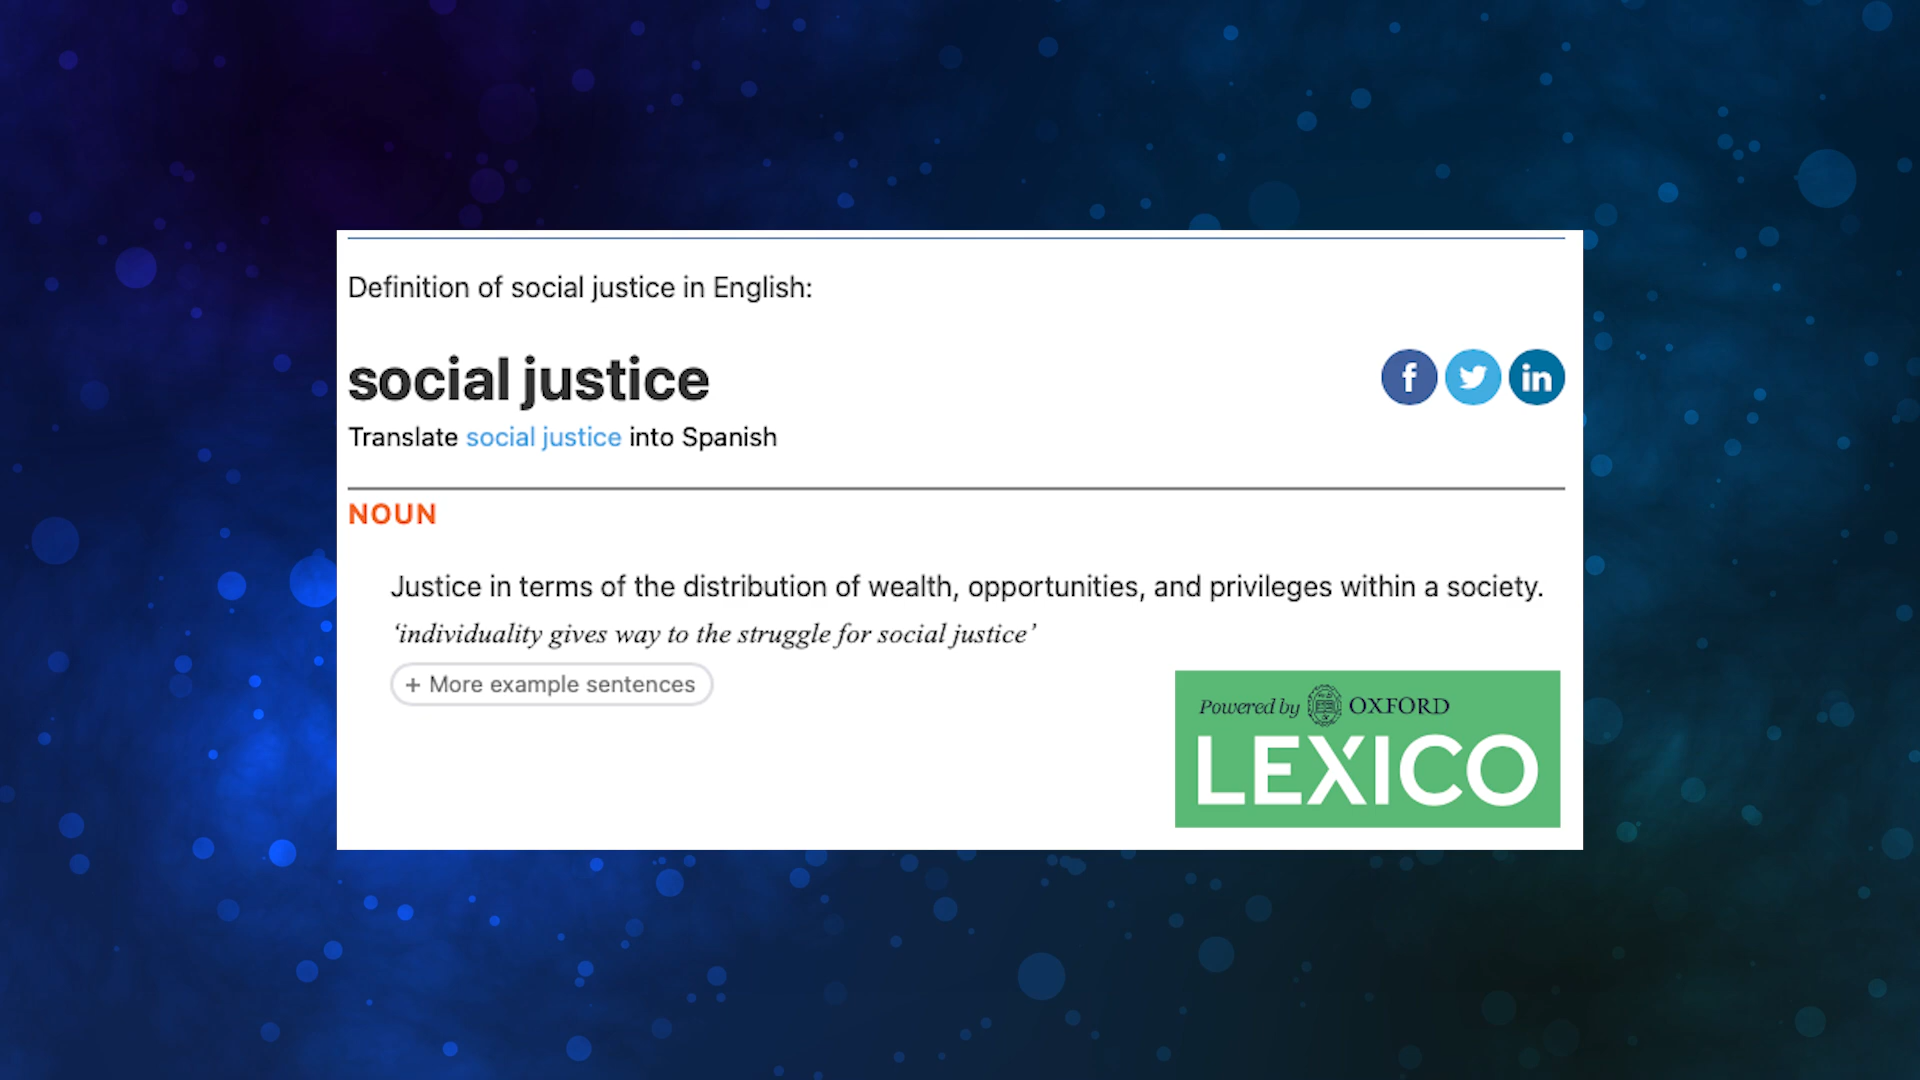 Definition of social justice in English:
social justice
Translate social justice into Spanish
NOUN
Justice in terms of the distribution of wealth, opportunities, and privileges within a society.
‘individuality gives way to the struggle for social justice’
+ More example sentences
Powered by OXFORD
LEXICO